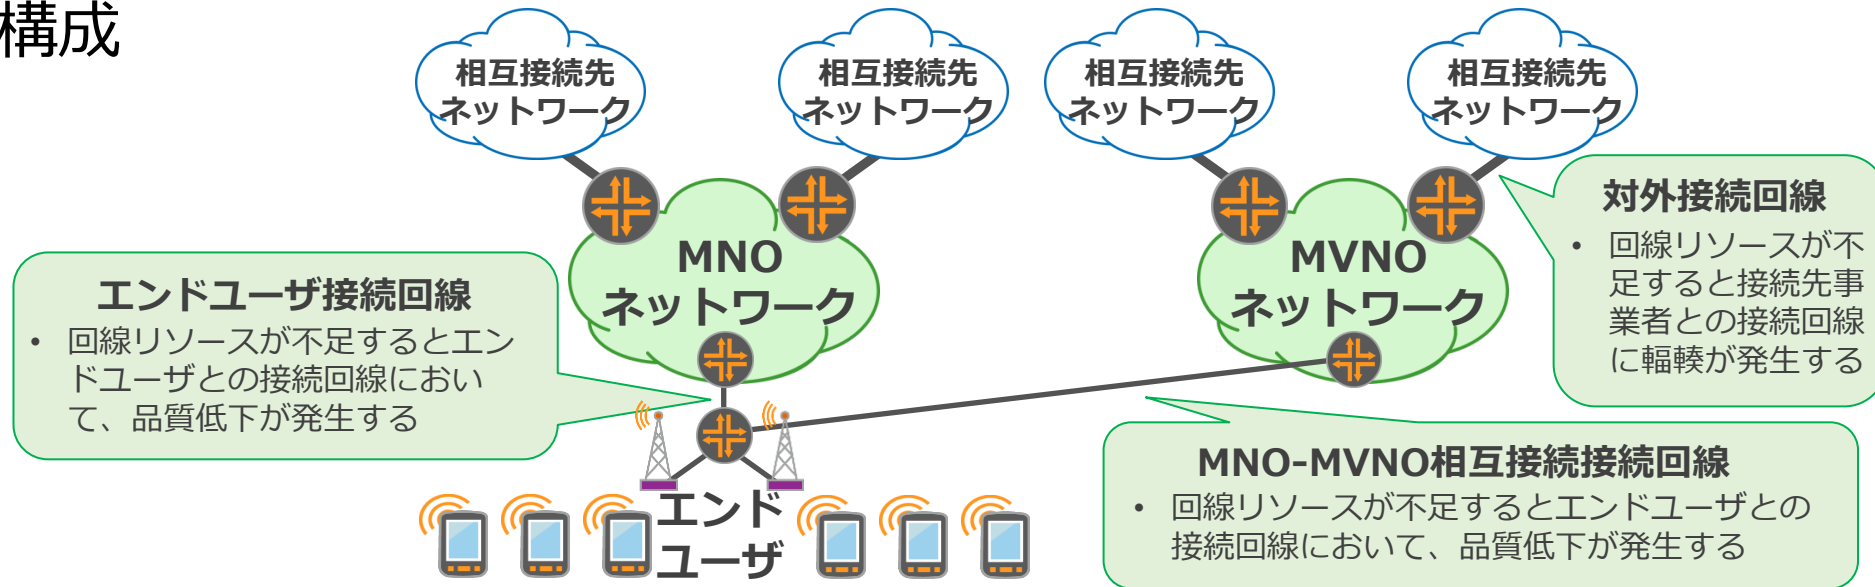 構成
相互接続先
ネットワーク
相互接続先
ネットワーク
相互接続先
ネットワーク
相互接続先
ネットワーク
MNO
ネットワーク
MVNO
ネットワーク
対外接続回線
• 回線リソースが不
足すると接続先事
業者との接続回線
に輻輳が発生する
エンドユーザ接続回線
• 回線リソースが不足するとエン
ドユーザとの接続回線におい
て、品質低下が発生する
MNO-MVNO相互接続接続回線
• 回線リソースが不足するとエンドユーザとの
接続回線において、品質低下が発生する
エンド
ユーザ